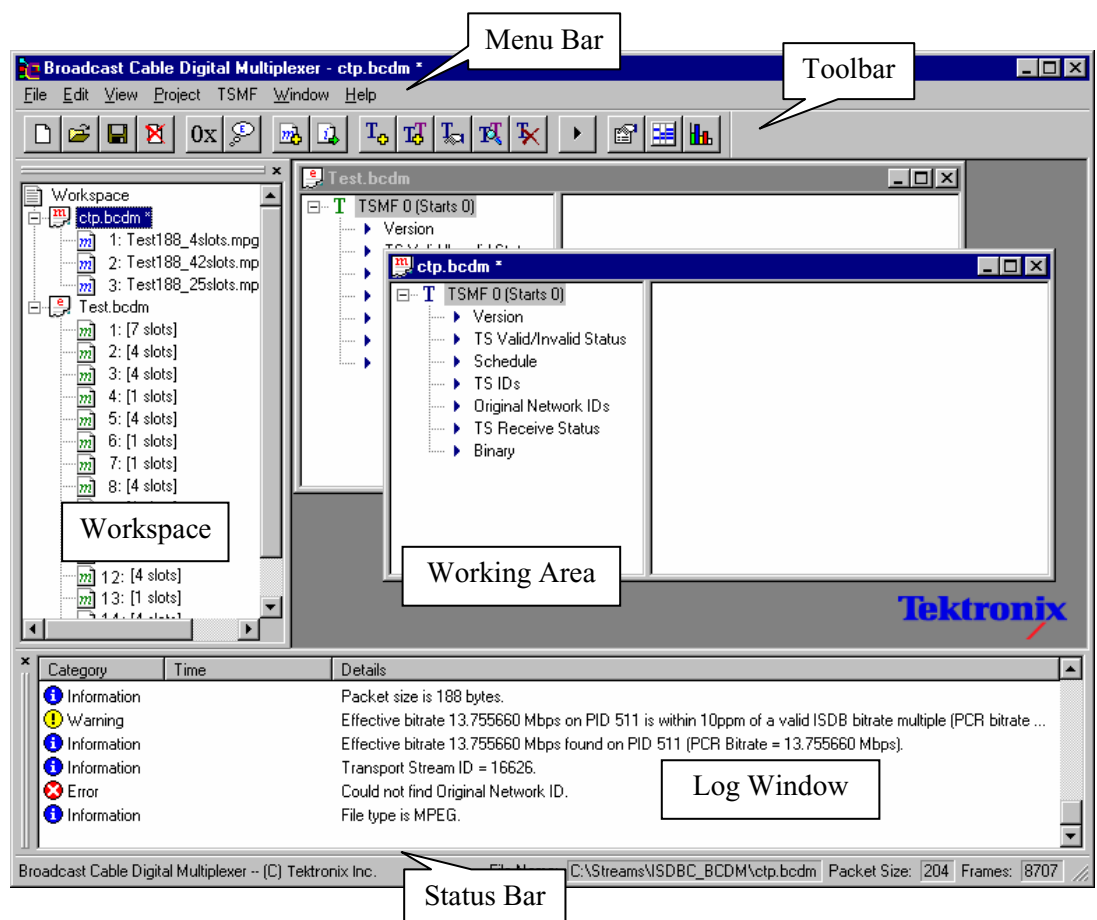 Menu Bar
Broadcast Cable Digital Multiplexer - ctp.bcdm *
Toolbar
File Edit View Project TSMF Window Help
0x
Workspace
ctp.bcdm *
1: Test188_4slots.mpg
2: Test188_42slots.mp
3: Test188_25slots.mp
Test.bcdm
1: [7 slots]
2: [4 slots]
3: [4 slots]
4: [1 slots]
5: [4 slots]
6: [1 slots]
7: [1 slots]
8: [4 slots]
Workspace
12: [4 slots]
13: [1 slots]
Test.bcdm
TSMF 0 (Starts 0)
Version
ctp.bcdm *
TSMF 0 (Starts 0)
Version
TS Valid/Invalid Status
Schedule
TS IDs
Original Network IDs
TS Receive Status
Binary
Working Area
Tektronix
Category Time Details
Information Packet size is 188 bytes.
Warning Effective bitrate 13.755660 Mbps on PID 511 is within 10ppm of a valid ISDB bitrate multiple (PCR bitrate ...
Information Effective bitrate 13.755660 Mbps found on PID 511 (PCR Bitrate = 13.755660 Mbps).
Information Transport Stream ID = 16626.
Error Could not find Original Network ID.
Information File type is MPEG.
Log Window
Broadcast Cable Digital Multiplexer -- (C) Tektronix Inc. C:\Streams\ISDBC_BCDM\ctp.bcdm Packet Size: 204 Frames: 8707
Status Bar